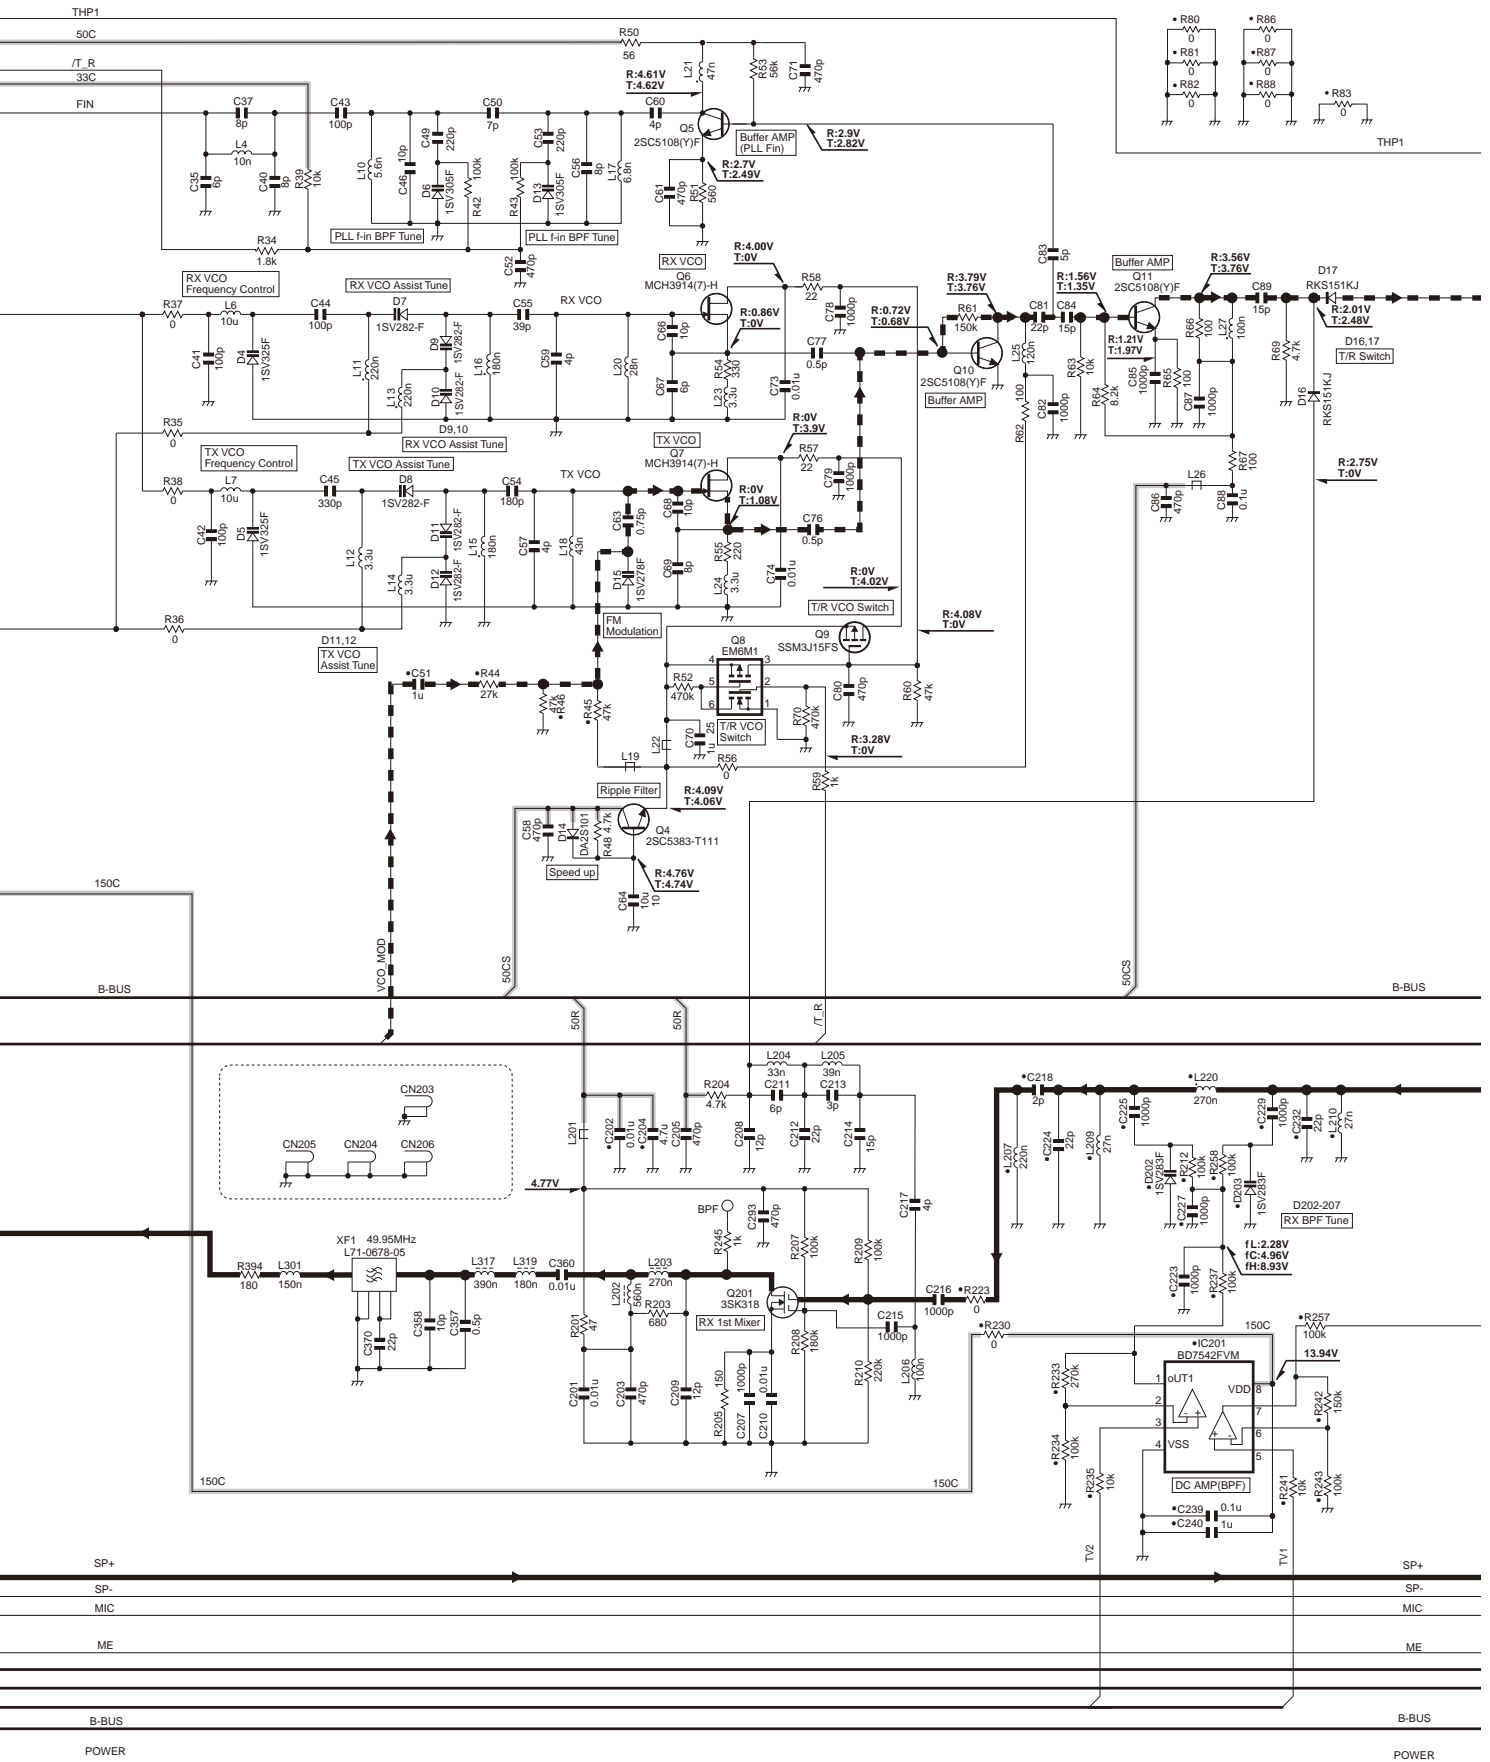 THP1
50C
/T_R
33C
FIN
R50
56
L21
47n
R53
56k
C71
470p
R:4.61V
T:4.62V
C37
8p
L4
10n
C35
6p
C40
8p
R39
10k
C43
100p
L10
5.6n
C46
10p
C49
220p
D6
1SV305F
R42
100k
C50
7p
R43
100k
C53
220p
D13
1SV305F
C56
8p
L17
6.8n
C60
4p
Q5
2SC5108(Y)F
Buffer AMP
(PLL Fin)
R:2.9V
T:2.82V
R:2.7V
T:2.49V
C61
470p
R51
560
• R80
0
• R81
0
• R82
0
• R86
0
•R87
0
• R88
0
• R83
0
THP1
PLL f-in BPF Tune
PLL f-in BPF Tune
R34
1.8k
C52
470p
RX VCO
Frequency Control
R37
0
L6
10u
C41
100p
D4
1SV325F
C44
100p
RX VCO Assist Tune
D7
1SV282-F
L11
220n
L13
220n
D9
1SV282-F
D10
1SV282-F
L16
180n
C55
39p
RX VCO
C59
4p
L20
28n
RX VCO
Q6
MCH3914(7)-H
R:4.00V
T:0V
R:0.86V
T:0V
C66
10p
C67
6p
R54
330
L23
3.3u
C73
0.01u
R58
22
C78
1000p
C77
0.5p
D9,10
RX VCO Assist Tune
R35
0
TX VCO
Frequency Control
R38
0
L7
10u
C42
100p
D5
1SV325F
C45
330p
TX VCO Assist Tune
D8
1SV282-F
L12
3.3u
L14
3.3u
D11
1SV282-F
D12
1SV282-F
L15
180n
C54
180p
TX VCO
C57
4p
L18
43n
C63
0.75p
D15
1SV278F
TX VCO
Q7
MCH3914(7)-H
R:0V
T:3.9V
R:0V
T:1.08V
C68
10p
C69
8p
R55
220
L24
3.3u
C74
0.01u
R57
22
C79
1000p
C76
0.5p
R36
0
D11,12
TX VCO
Assist Tune
FM
Modulation
R:0V
T:4.02V
T/R VCO Switch
Q9
SSM3J15FS
R:4.08V
T:0V
R:0.72V
T:0.68V
R:3.79V
T:3.76V
R61
150k
Q10
2SC5108(Y)F
Buffer AMP
L25
120n
C81
22p
C83
5p
C84
15p
R:1.56V
T:1.35V
R62
100
C82
1000p
R63
10k
R64
8.2k
Buffer AMP
Q11
2SC5108(Y)F
R:3.56V
T:3.76V
R:1.21V
T:1.97V
C85
1000p
R65
100
R66
100
L27
100n
C87
1000p
C89
15p
R69
4.7k
D17
RKS151KJ
R:2.01V
T:2.48V
D16,17
T/R Switch
D16
RKS151KJ
R67
100
L26
C86
470p
C88
0.1u
R:2.75V
T:0V
•C51
1u
•R44
27k
•R46
47k
•R45
47k
R52
470k
Q8
EM6M1
4
5
6
3
2
1
T/R VCO
Switch
C70
1u 25
R70
470k
C80
470p
R60
47k
R:3.28V
T:0V
L22
L19
R56
0
R59
1k
Ripple Filter
R:4.09V
T:4.06V
C58
470p
D14
DA2S101
R48 4.7k
Q4
2SC5383-T111
Speed up
R:4.76V
T:4.74V
C64
10u
10
150C
VCO_MOD
50CS
50CS
B-BUS
B-BUS
50R
50R
/T_R
CN203
CN205
CN204
CN206
L201
•C202
0.01u
•C204
4.7u
C205
470p
R204
4.7k
L204
33n
C211
6p
L205
39n
C213
3p
C208
12p
C212
22p
C214
15p
C217
4p
•C218
2p
•L207
220n
•C224
22p
•L209
27n
•C225
1000p
•L220
270n
•D202
1SV283F
•R212
100k
•R258
100k
•C227
1000p
•D203
1SV283F
•C229
1000p
•C232
22p
•L210
27n
D202-207
RX BPF Tune
4.77V
BPF
R245
1k
C293
470p
R207
100k
R209
100k
fL:2.28V
fC:4.96V
fH:8.93V
•C223
1000p
•R237
100k
R394
180
L301
150n
XF1 49.95MHz
L71-0678-05
C370
22p
C358
10p
C357
0.5p
L317
390n
L319
180n
C360
0.01u
L202
560n
L203
270n
R203
680
R201
47
C201
0.01u
C203
470p
C209
12p
Q201
3SK318
RX 1st Mixer
R205
150
C207
1000p
C210
0.01u
R208
180k
R210
220k
C215
1000p
L206
100n
C216
1000p
•R223
0
•R230
0
150C
•R257
100k
•IC201
BD7542FVM
13.94V
1 oUT1
2
3
4 VSS
VDD 8
7
6
5
•R233
270k
•R234
100k
•R235
10k
•R242
150k
•R243
100k
•R241
10k
DC AMP(BPF)
•C239
0.1u
•C240
1u
150C
150C
TV2
TV1
SP+
SP+
SP-
SP-
MIC
MIC
ME
ME
B-BUS
B-BUS
POWER
POWER